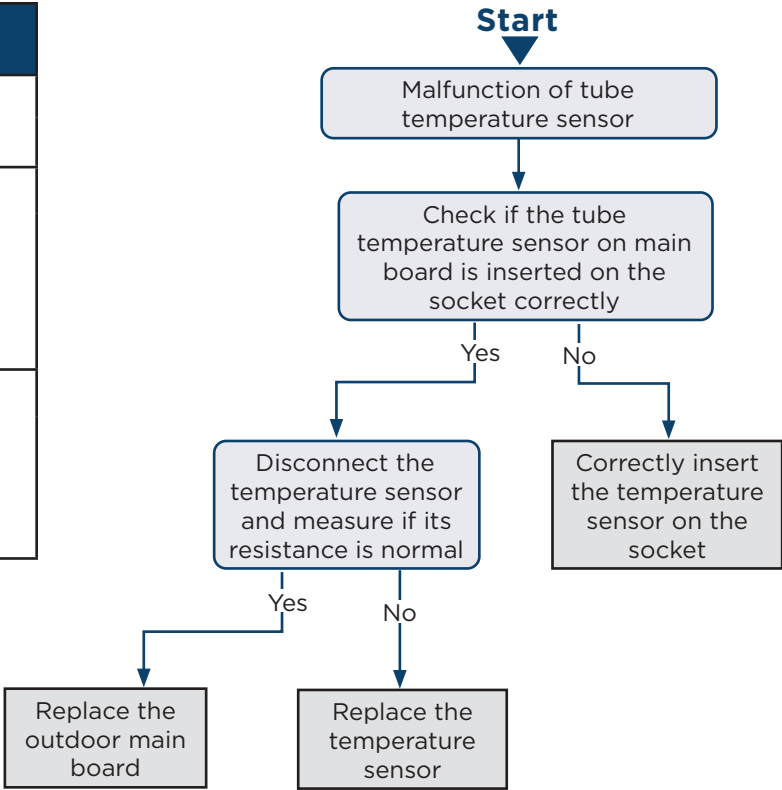 Start
Malfunction of tube
temperature sensor
Check if the tube
temperature sensor on main
board is inserted on the
socket correctly
Yes
No
Disconnect the
temperature sensor
and measure if its
resistance is normal
Correctly insert
the temperature
sensor on the
socket
Yes
No
Replace the
outdoor main
board
Replace the
temperature
sensor